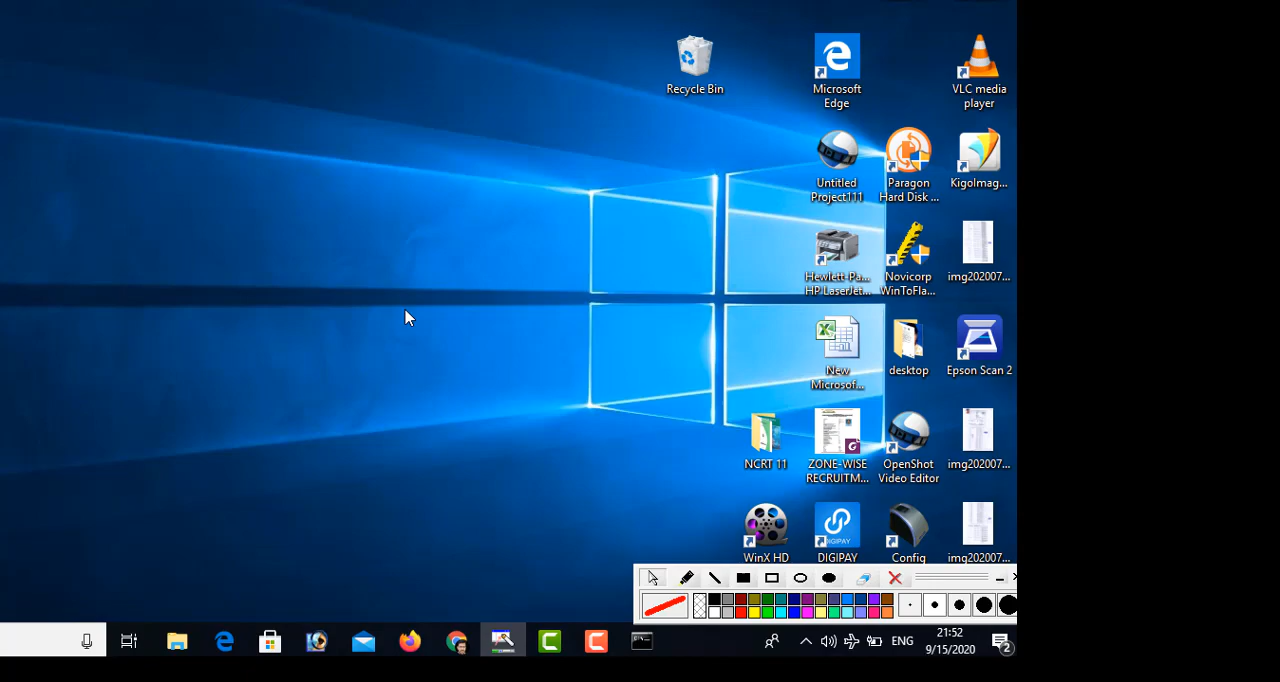 Recycle Bin
Microsoft
Edge
VLC media
player
Untitled
Project111
Paragon
Hard Disk ...
KigoImag...
Hewlett-Pa...
HP LaserJet...
Novicorp
WinToFla...
img202007...
New
Microsof...
desktop
Epson Scan 2
NCRT 11
ZONE-WISE
RECRUITM...
OpenShot
Video Editor
img202007...
WinX HD
DIGIPAY
DIGIPAY
Config
img202007...
ENG
21:52
9/15/2020
2